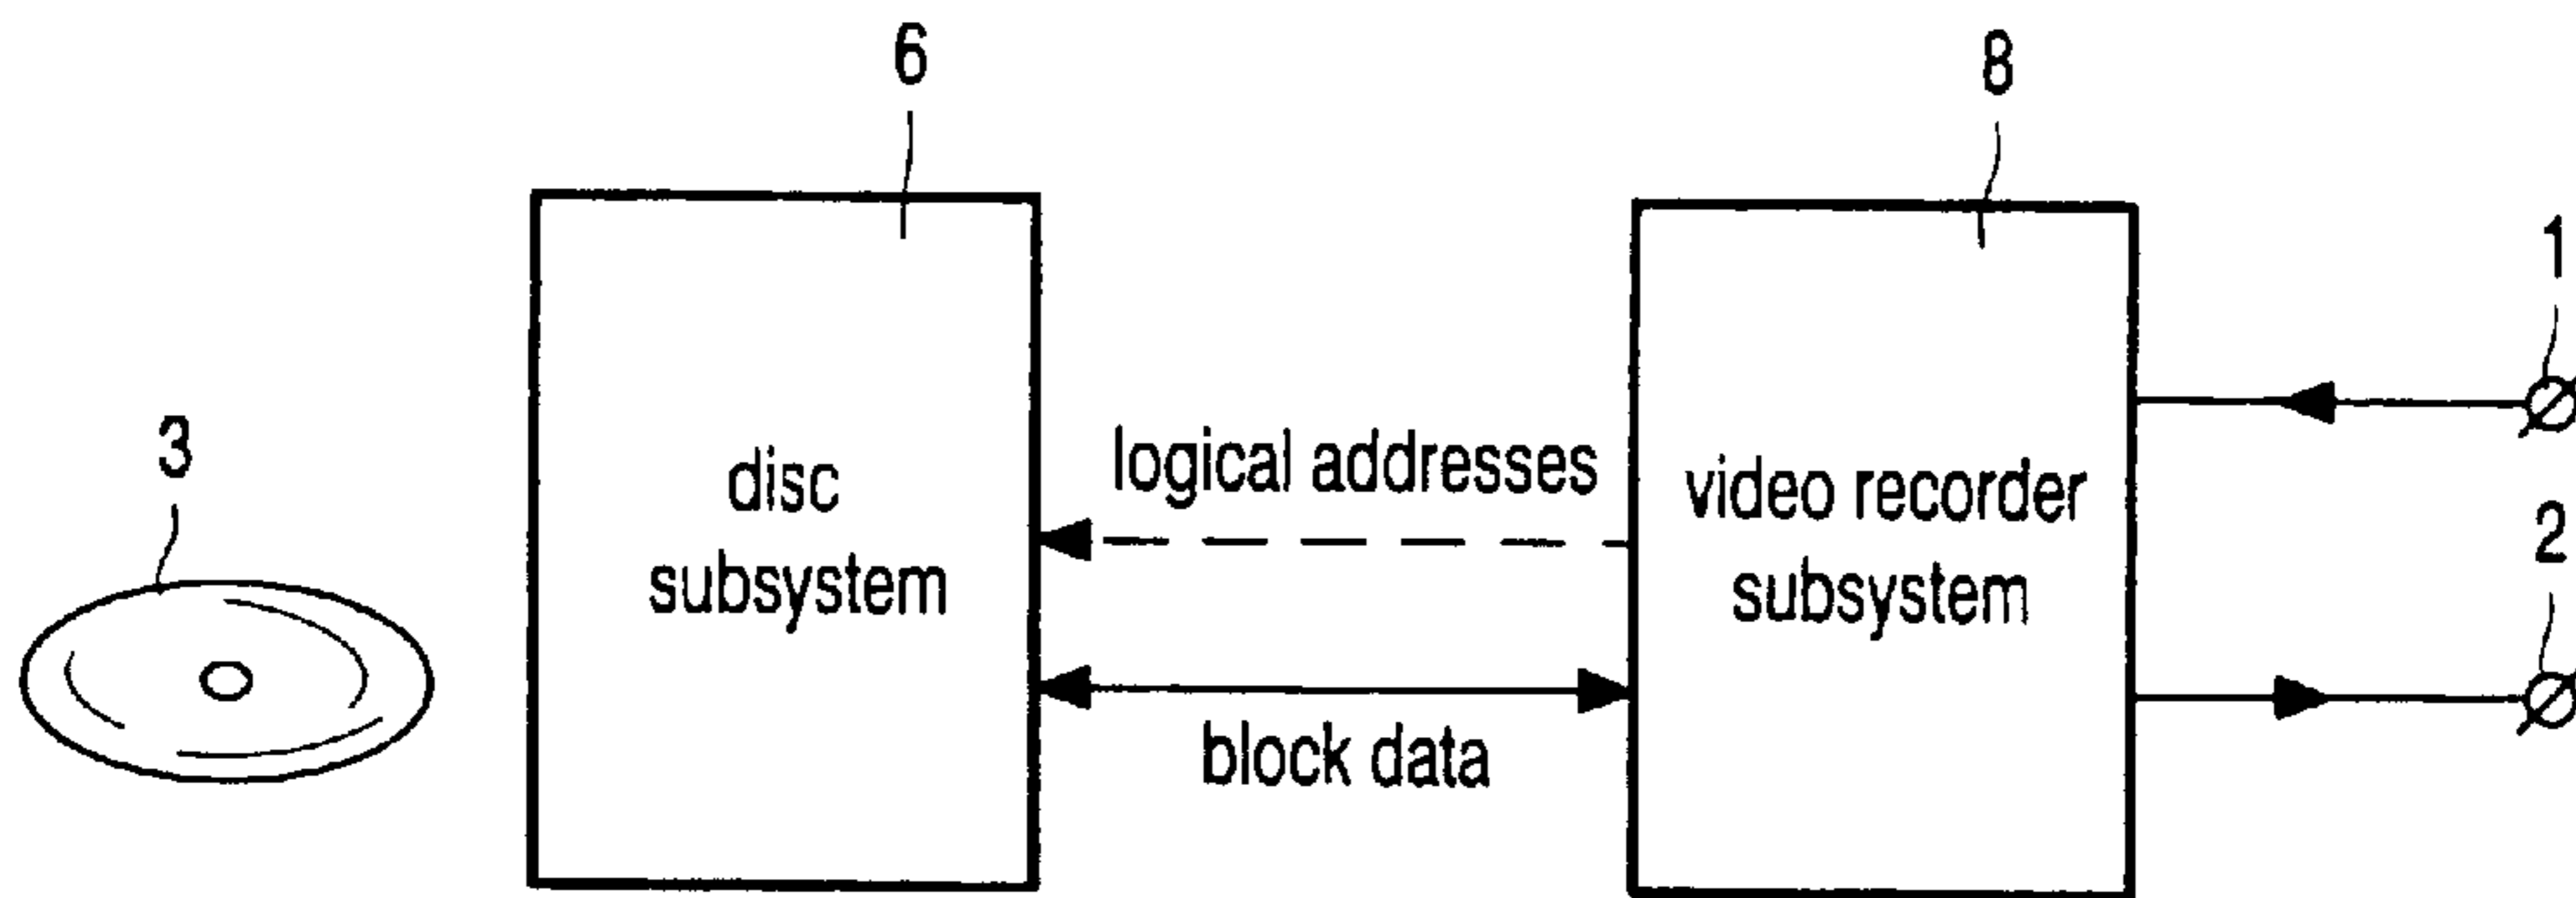 6
8
1
3
disc
subsystem
logical addresses
video recorder
subsystem
2
block data